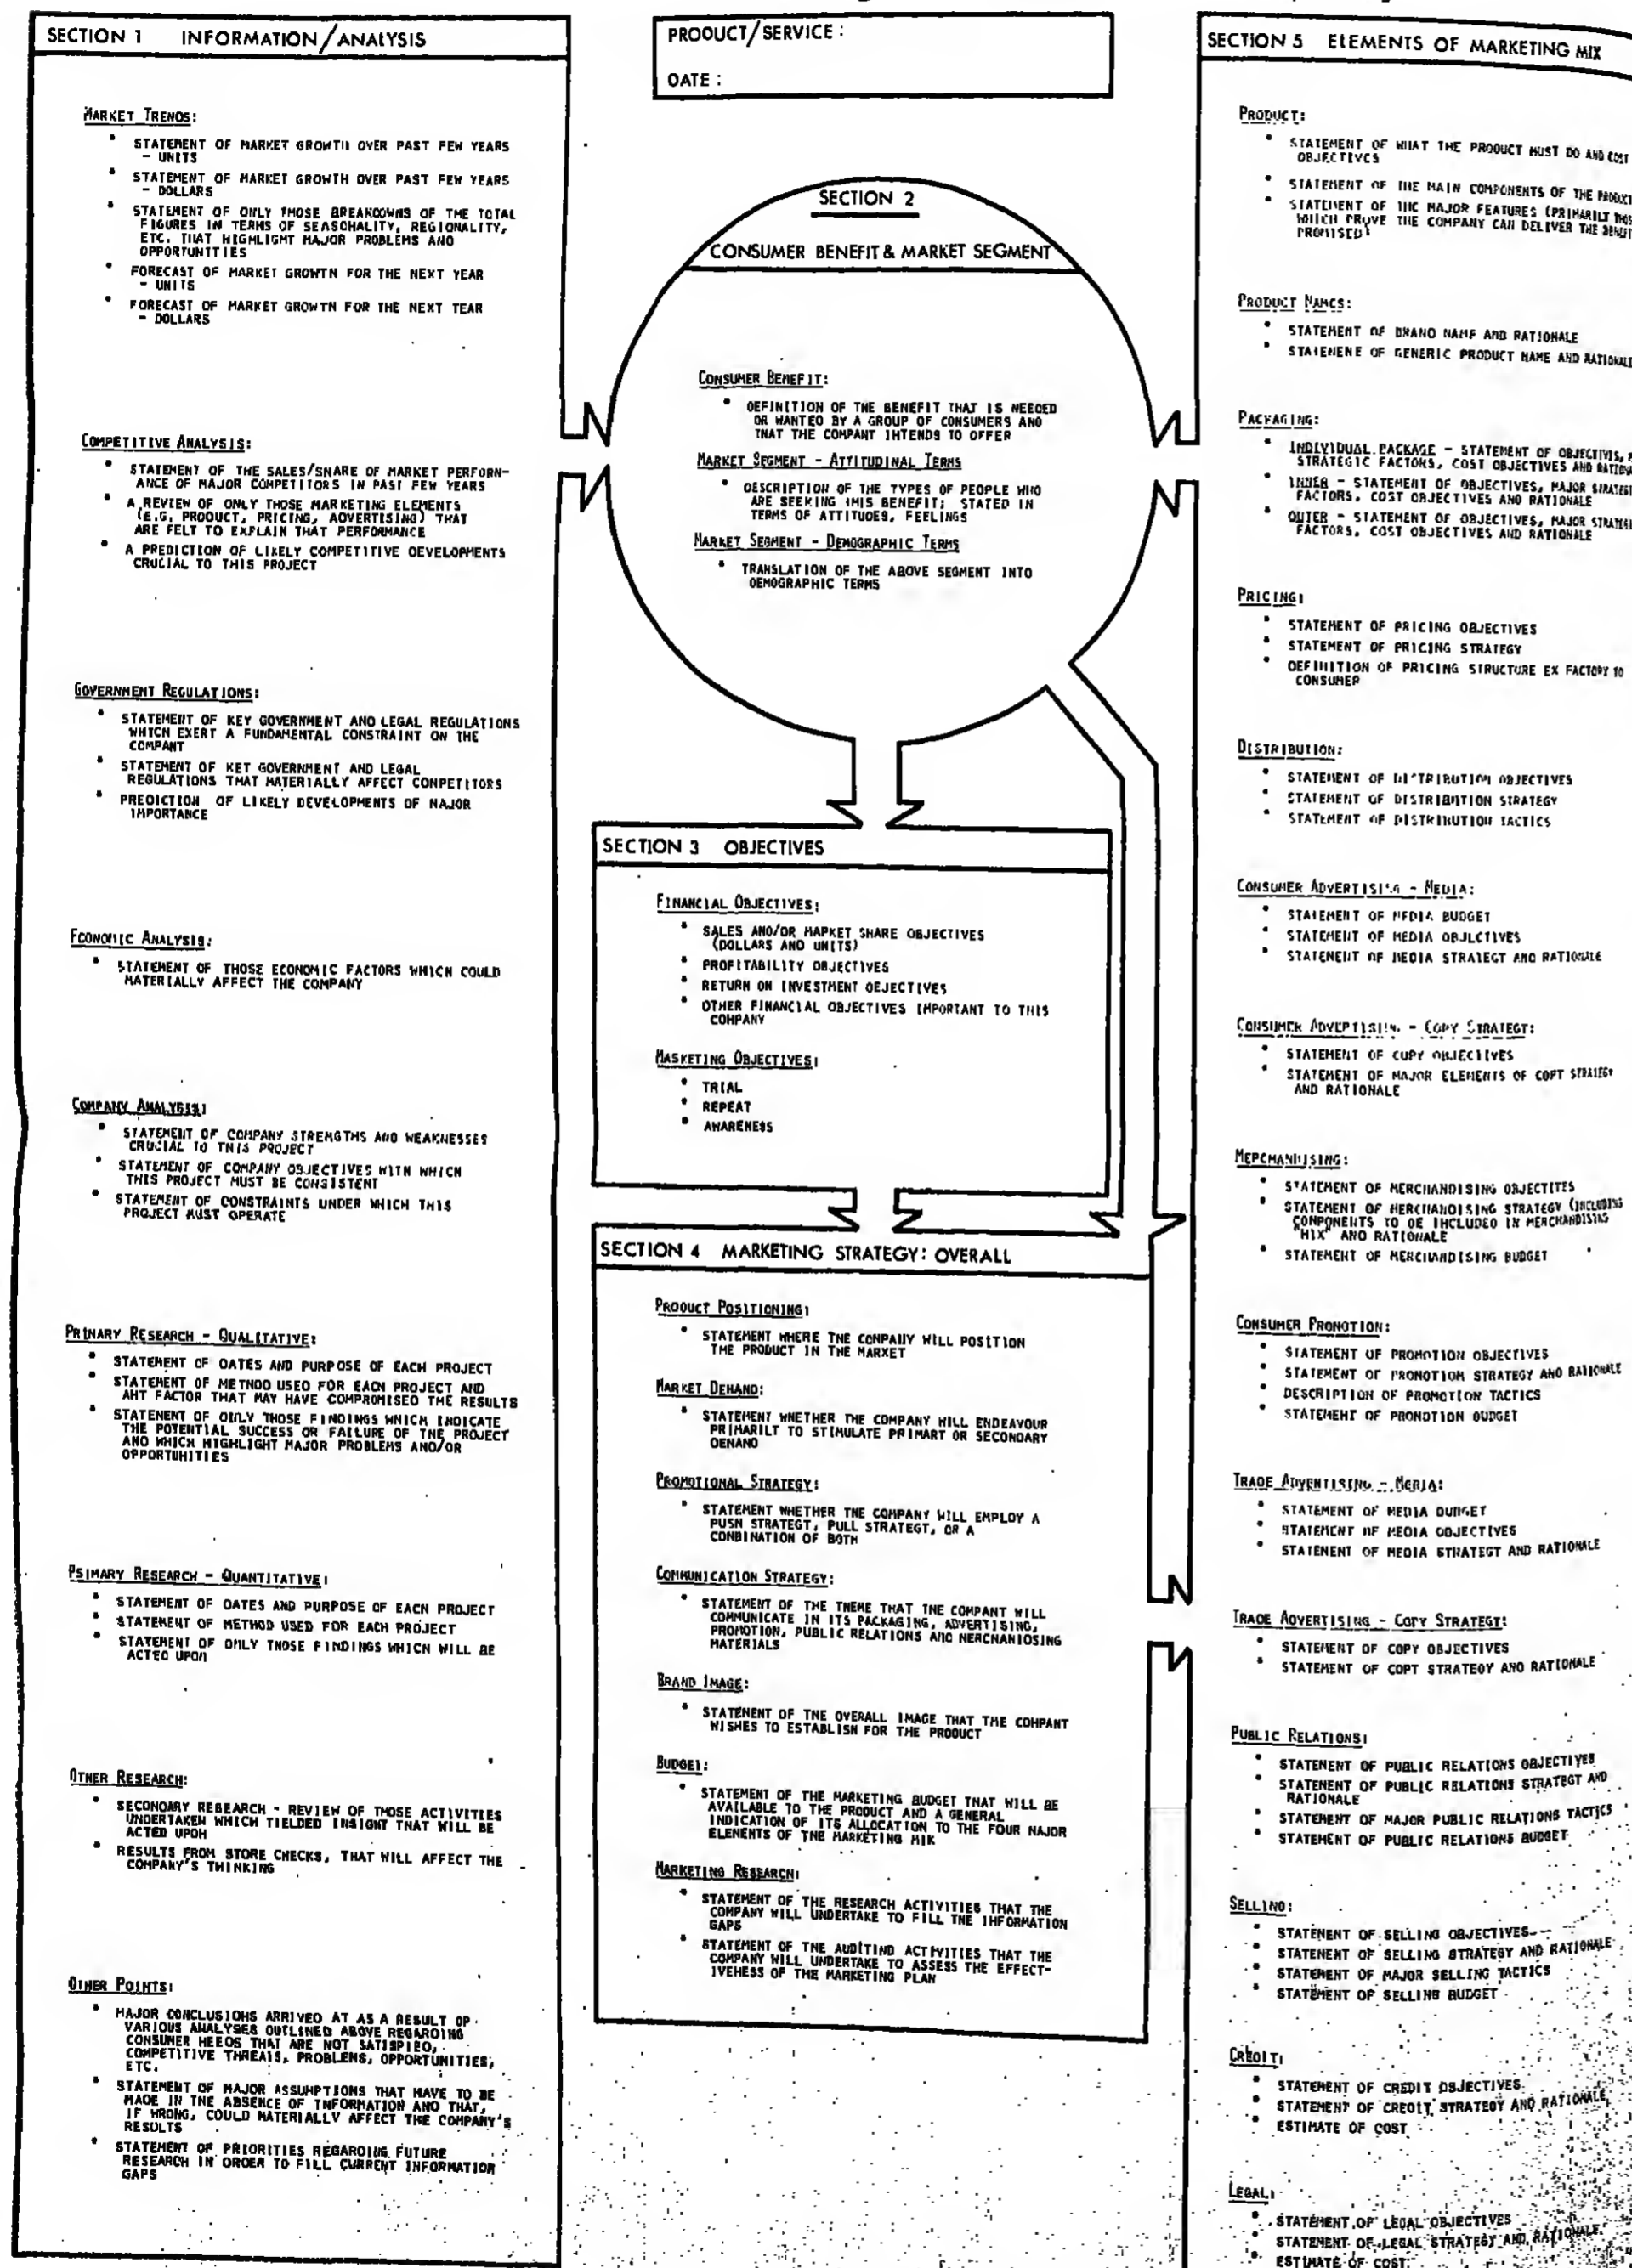 SECTION 1 INFORMATION/ANALYSIS
MARKET TRENDS:
• STATEMENT OF MARKET GROWTH OVER PAST FEW YEARS
- UNITS
• STATEMENT OF MARKET GROWTH OVER PAST FEW YEARS
- DOLLARS
• STATEMENT OF ONLY THOSE BREAKDOWNS OF THE TOTAL
FIGURES IN TERMS OF SEASONALITY, REGIONALITY,
ETC. THAT HIGHLIGHT MAJOR PROBLEMS AND
OPPORTUNITIES
• FORECAST OF MARKET GROWTH FOR THE NEXT YEAR
- UNITS
• FORECAST OF MARKET GROWTH FOR THE NEXT YEAR
- DOLLARS
COMPETITIVE ANALYSIS:
• STATEMENT OF THE SALES/SHARE OF MARKET PERFORM-
ANCE OF MAJOR COMPETITORS IN PAST FEW YEARS
• A REVIEW OF ONLY THOSE MARKETING ELEMENTS
(E.G. PRODUCT, PRICING, ADVERTISING) THAT
ARE FELT TO EXPLAIN THAT PERFORMANCE
• A PREDICTION OF LIKELY COMPETITIVE DEVELOPMENTS
CRUCIAL TO THIS PROJECT
GOVERNMENT REGULATIONS:
• STATEMENT OF KEY GOVERNMENT AND LEGAL REGULATIONS
WHICH EXERT A FUNDAMENTAL CONSTRAINT ON THE
COMPANY
• STATEMENT OF KEY GOVERNMENT AND LEGAL
REGULATIONS THAT MATERIALLY AFFECT COMPETITORS
• PREDICTION OF LIKELY DEVELOPMENTS OF MAJOR
IMPORTANCE
ECONOMIC ANALYSIS:
• STATEMENT OF THOSE ECONOMIC FACTORS WHICH COULD
MATERIALLY AFFECT THE COMPANY
COMPANY ANALYSIS:
• STATEMENT OF COMPANY STRENGTHS AND WEAKNESSES
CRUCIAL TO THIS PROJECT
• STATEMENT OF COMPANY OBJECTIVES WITH WHICH
THIS PROJECT MUST BE CONSISTENT
• STATEMENT OF CONSTRAINTS UNDER WHICH THIS
PROJECT MUST OPERATE
PRIMARY RESEARCH - QUALITATIVE:
• STATEMENT OF DATES AND PURPOSE OF EACH PROJECT
• STATEMENT OF METHOD USED FOR EACH PROJECT AND
ANY FACTOR THAT MAY HAVE COMPROMISED THE RESULTS
• STATEMENT OF ONLY THOSE FINDINGS WHICH INDICATE
THE POTENTIAL SUCCESS OR FAILURE OF THE PROJECT
AND WHICH HIGHLIGHT MAJOR PROBLEMS AND/OR
OPPORTUNITIES
PRIMARY RESEARCH - QUANTITATIVE:
• STATEMENT OF DATES AND PURPOSE OF EACH PROJECT
• STATEMENT OF METHOD USED FOR EACH PROJECT
• STATEMENT OF ONLY THOSE FINDINGS WHICH WILL BE
ACTED UPON
OTHER RESEARCH:
• SECONDARY RESEARCH - REVIEW OF THOSE ACTIVITIES
UNDERTAKEN WHICH YIELDED INSIGHT THAT WILL BE
ACTED UPON
• RESULTS FROM STORE CHECKS, THAT WILL AFFECT THE
COMPANY'S THINKING
OTHER POINTS:
• MAJOR CONCLUSIONS ARRIVED AT AS A RESULT OF
VARIOUS ANALYSES OUTLINED ABOVE REGARDING
CONSUMER NEEDS THAT ARE NOT SATISFIED,
COMPETITIVE THREATS, PROBLEMS, OPPORTUNITIES,
ETC.
• STATEMENT OF MAJOR ASSUMPTIONS THAT HAVE TO BE
MADE IN THE ABSENCE OF INFORMATION AND THAT,
IF WRONG, COULD MATERIALLY AFFECT THE COMPANY'S
RESULTS
• STATEMENT OF PRIORITIES REGARDING FUTURE
RESEARCH IN ORDER TO FILL CURRENT INFORMATION
GAPS
PRODUCT/SERVICE:
DATE:
SECTION 2
CONSUMER BENEFIT & MARKET SEGMENT
CONSUMER BENEFIT:
• DEFINITION OF THE BENEFIT THAT IS NEEDED
OR WANTED BY A GROUP OF CONSUMERS AND
THAT THE COMPANY INTENDS TO OFFER
MARKET SEGMENT - ATTITUDINAL TERMS
• DESCRIPTION OF THE TYPES OF PEOPLE WHO
ARE SEEKING THIS BENEFIT; STATED IN
TERMS OF ATTITUDES, FEELINGS
MARKET SEGMENT - DEMOGRAPHIC TERMS
• TRANSLATION OF THE ABOVE SEGMENT INTO
DEMOGRAPHIC TERMS
SECTION 3 OBJECTIVES
FINANCIAL OBJECTIVES:
• SALES AND/OR MARKET SHARE OBJECTIVES
(DOLLARS AND UNITS)
• PROFITABILITY OBJECTIVES
• RETURN ON INVESTMENT OBJECTIVES
• OTHER FINANCIAL OBJECTIVES IMPORTANT TO THIS
COMPANY
MARKETING OBJECTIVES:
• TRIAL
• REPEAT
• AWARENESS
SECTION 4 MARKETING STRATEGY: OVERALL
PRODUCT POSITIONING:
• STATEMENT WHERE THE COMPANY WILL POSITION
THE PRODUCT IN THE MARKET
MARKET DEMAND:
• STATEMENT WHETHER THE COMPANY WILL ENDEAVOUR
PRIMARILY TO STIMULATE PRIMARY OR SECONDARY
DEMAND
PROMOTIONAL STRATEGY:
• STATEMENT WHETHER THE COMPANY WILL EMPLOY A
PUSH STRATEGY, PULL STRATEGY, OR A
COMBINATION OF BOTH
COMMUNICATION STRATEGY:
• STATEMENT OF THE THEME THAT THE COMPANY WILL
COMMUNICATE IN ITS PACKAGING, ADVERTISING,
PROMOTION, PUBLIC RELATIONS AND MERCHANDISING
MATERIALS
BRAND IMAGE:
• STATEMENT OF THE OVERALL IMAGE THAT THE COMPANY
WISHES TO ESTABLISH FOR THE PRODUCT
BUDGET:
• STATEMENT OF THE MARKETING BUDGET THAT WILL BE
AVAILABLE TO THE PRODUCT AND A GENERAL
INDICATION OF ITS ALLOCATION TO THE FOUR MAJOR
ELEMENTS OF THE MARKETING MIX
MARKETING RESEARCH:
• STATEMENT OF THE RESEARCH ACTIVITIES THAT THE
COMPANY WILL UNDERTAKE TO FILL THE INFORMATION
GAPS
• STATEMENT OF THE AUDITING ACTIVITIES THAT THE
COMPANY WILL UNDERTAKE TO ASSESS THE EFFECT-
IVENESS OF THE MARKETING PLAN
SECTION 5 ELEMENTS OF MARKETING MIX
PRODUCT:
• STATEMENT OF WHAT THE PRODUCT MUST DO AND COST
OBJECTIVES
• STATEMENT OF THE MAIN COMPONENTS OF THE PRODUCT
• STATEMENT OF THE MAJOR FEATURES (PRIMARILY
WHICH PROVE THE COMPANY CAN DELIVER THE
PROMISED)
PRODUCT NAMES:
• STATEMENT OF BRAND NAME AND RATIONALE
• STATEMENT OF GENERIC PRODUCT NAME AND RATIONALE
PACKAGING:
• INDIVIDUAL PACKAGE - STATEMENT OF OBJECTIVES,
STRATEGIC FACTORS, COST OBJECTIVES AND
• INNER - STATEMENT OF OBJECTIVES, MAJOR
FACTORS, COST OBJECTIVES AND RATIONALE
• OUTER - STATEMENT OF OBJECTIVES, MAJOR
FACTORS, COST OBJECTIVES AND RATIONALE
PRICING:
• STATEMENT OF PRICING OBJECTIVES
• STATEMENT OF PRICING STRATEGY
• DEFINITION OF PRICING STRUCTURE EX FACTORY TO
CONSUMER
DISTRIBUTION:
• STATEMENT OF DISTRIBUTION OBJECTIVES
• STATEMENT OF DISTRIBUTION STRATEGY
• STATEMENT OF DISTRIBUTION TACTICS
CONSUMER ADVERTISING - MEDIA:
• STATEMENT OF MEDIA BUDGET
• STATEMENT OF MEDIA OBJECTIVES
• STATEMENT OF MEDIA STRATEGY AND RATIONALE
CONSUMER ADVERTISING - COPY STRATEGY:
• STATEMENT OF COPY OBJECTIVES
• STATEMENT OF MAJOR ELEMENTS OF COPY STRATEGY
AND RATIONALE
MERCHANDISING:
• STATEMENT OF MERCHANDISING OBJECTIVES
• STATEMENT OF MERCHANDISING STRATEGY (INCLUDING
COMPONENTS TO BE INCLUDED IN MERCHANDISING
"MIX" AND RATIONALE
• STATEMENT OF MERCHANDISING BUDGET
CONSUMER PROMOTION:
• STATEMENT OF PROMOTION OBJECTIVES
• STATEMENT OF PROMOTION STRATEGY AND RATIONALE
• DESCRIPTION OF PROMOTION TACTICS
• STATEMENT OF PROMOTION BUDGET
TRADE ADVERTISING - MEDIA:
• STATEMENT OF MEDIA BUDGET
• STATEMENT OF MEDIA OBJECTIVES
• STATEMENT OF MEDIA STRATEGY AND RATIONALE
TRADE ADVERTISING - COPY STRATEGY:
• STATEMENT OF COPY OBJECTIVES
• STATEMENT OF COPY STRATEGY AND RATIONALE
PUBLIC RELATIONS:
• STATEMENT OF PUBLIC RELATIONS OBJECTIVES
• STATEMENT OF PUBLIC RELATIONS STRATEGY AND
RATIONALE
• STATEMENT OF MAJOR PUBLIC RELATIONS TACTICS
• STATEMENT OF PUBLIC RELATIONS BUDGET
SELLING:
• STATEMENT OF SELLING OBJECTIVES
• STATEMENT OF SELLING STRATEGY AND RATIONALE
• STATEMENT OF MAJOR SELLING TACTICS
• STATEMENT OF SELLING BUDGET
CREDIT:
• STATEMENT OF CREDIT OBJECTIVES
• STATEMENT OF CREDIT STRATEGY AND RATIONALE
• ESTIMATE OF COST
LEGAL:
• STATEMENT OF LEGAL OBJECTIVES
• STATEMENT OF LEGAL STRATEGY AND RATIONALE
• ESTIMATE OF COST